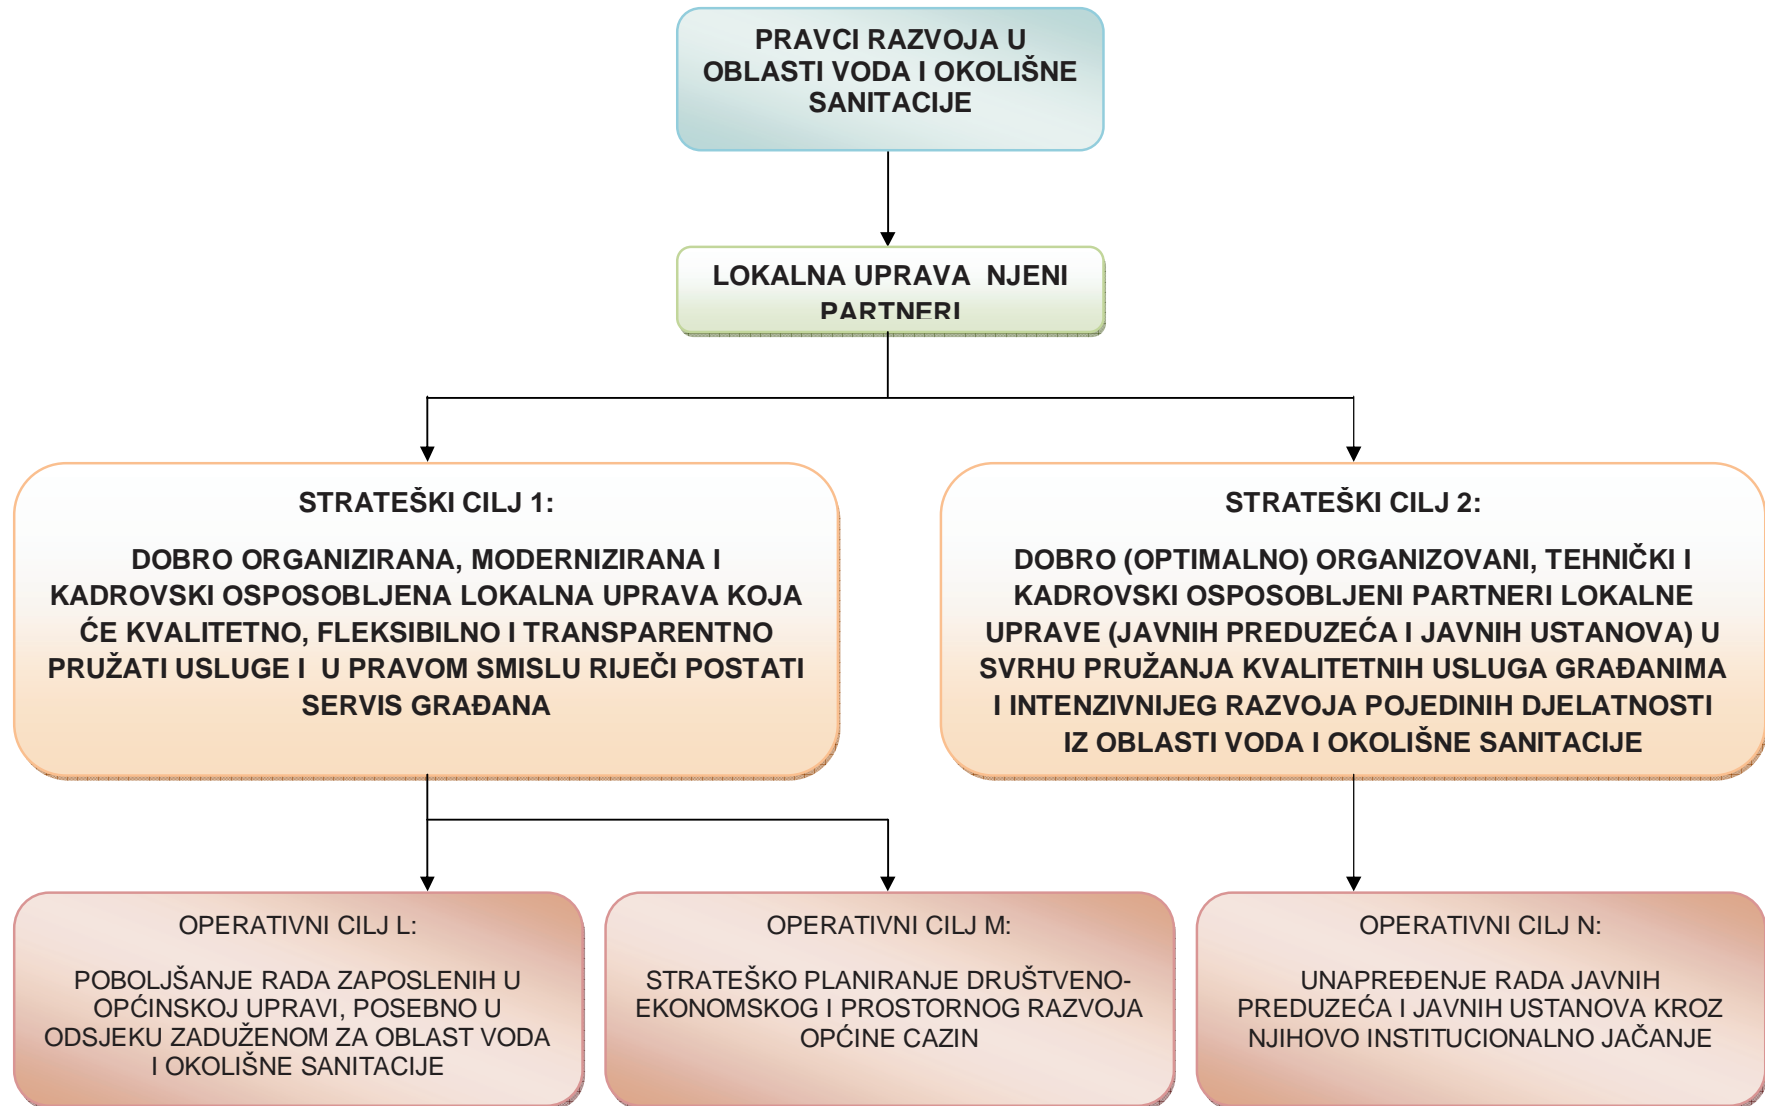 PRAVCI RAZVOJA U
OBLASTI VODA I OKOLIŠNE
SANITACIJE
LOKALNA UPRAVA  NJENI
PARTNERI
STRATEŠKI CILJ 1:
DOBRO ORGANIZIRANA, MODERNIZIRANA I
KADROVSKI OSPOSOBLJENA LOKALNA UPRAVA KOJA
ĆE KVALITETNO, FLEKSIBILNO I TRANSPARENTNO
PRUŽATI USLUGE I  U PRAVOM SMISLU RIJEČI POSTATI
SERVIS GRAĐANA
STRATEŠKI CILJ 2:
DOBRO (OPTIMALNO) ORGANIZOVANI, TEHNIČKI I
KADROVSKI OSPOSOBLJENI PARTNERI LOKALNE
UPRAVE (JAVNIH PREDUZEĆA I JAVNIH USTANOVA) U
SVRHU PRUŽANJA KVALITETNIH USLUGA GRAĐANIMA
I INTENZIVNIJEG RAZVOJA POJEDINIH DJELATNOSTI
IZ OBLASTI VODA I OKOLIŠNE SANITACIJE
OPERATIVNI CILJ L:
POBOLJŠANJE RADA ZAPOSLENIH U
OPĆINSKOJ UPRAVI, POSEBNO U
ODSJEKU ZADUŽENOM ZA OBLAST VODA
I OKOLIŠNE SANITACIJE
OPERATIVNI CILJ M:
STRATEŠKO PLANIRANJE DRUŠTVENO-
EKONOMSKOG I PROSTORNOG RAZVOJA
OPĆINE CAZIN
OPERATIVNI CILJ N:
UNAPREĐENJE RADA JAVNIH
PREDUZEĆA I JAVNIH USTANOVA KROZ
NJIHOVO INSTITUCIONALNO JAČANJE